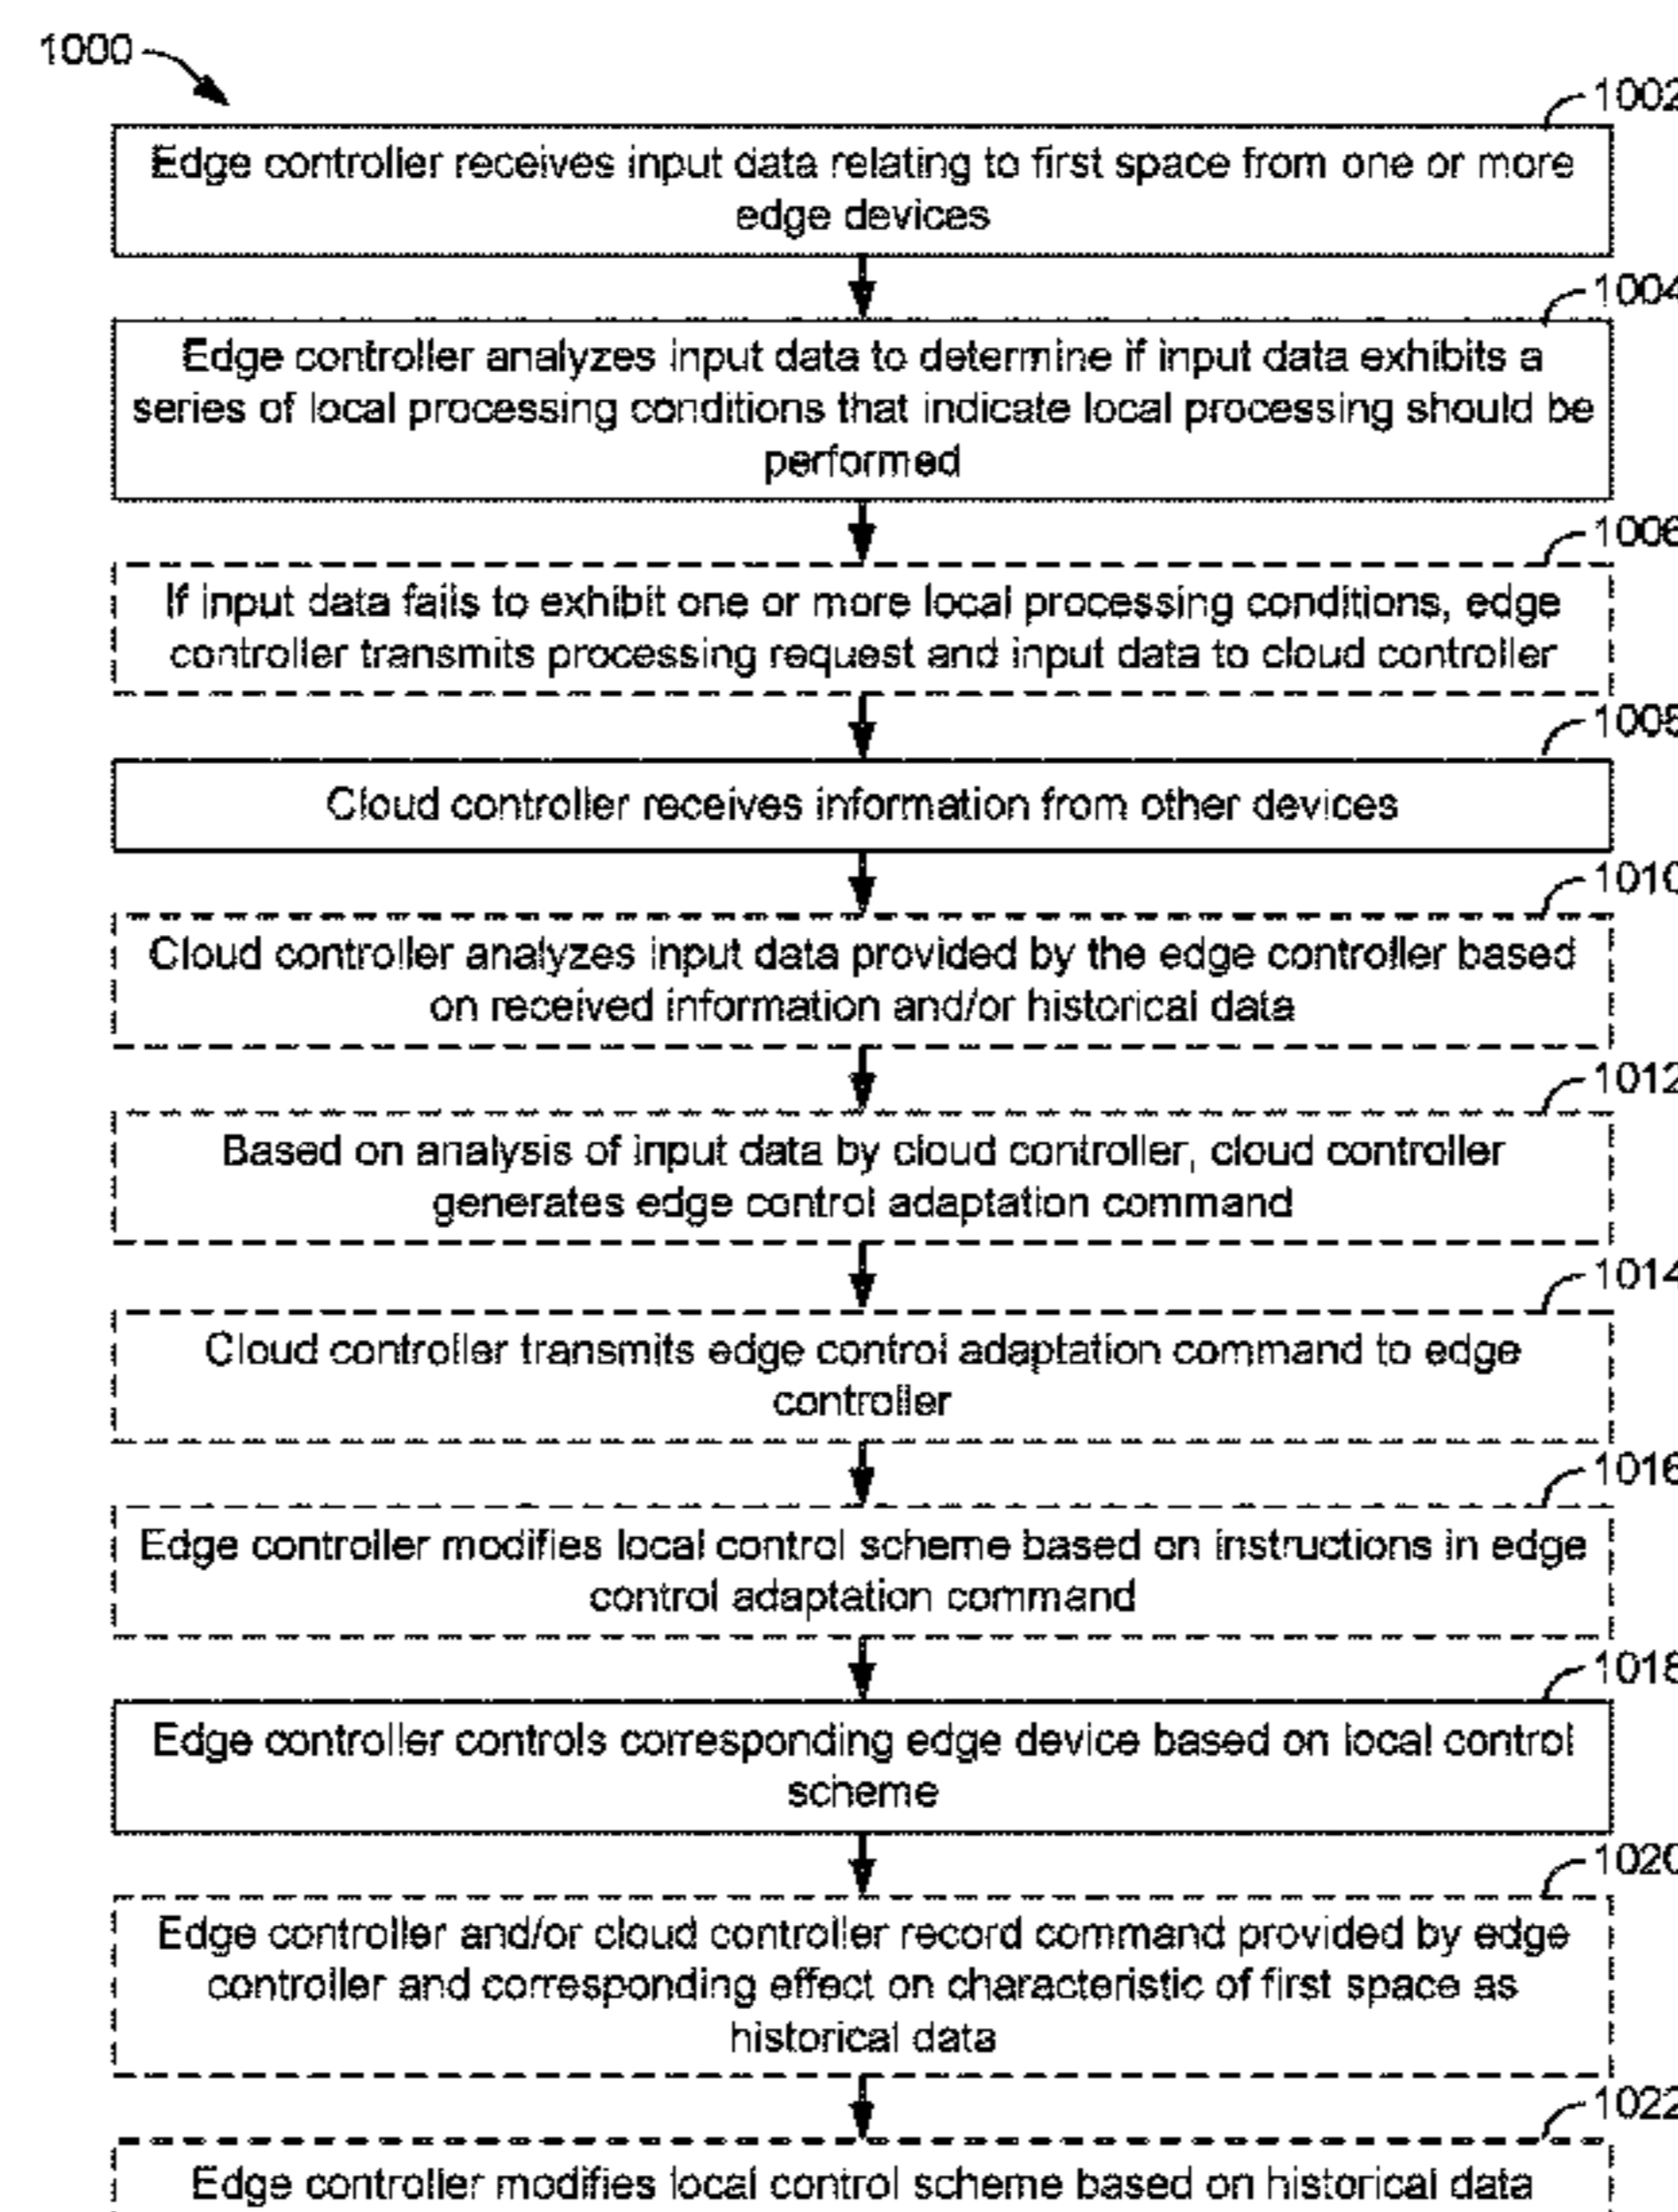 1000
1002
Edge controller receives input data relating to first space from one or more
edge devices
1004
Edge controller analyzes input data to determine if input data exhibits a
series of local processing conditions that indicate local processing should be
performed
1006
If input data fails to exhibit one or more local processing conditions, edge
controller transmits processing request and input data to cloud controller
1008
Cloud controller receives information from other devices
1010
Cloud controller analyzes input data provided by the edge controller based
on received information and/or historical data
1012
Based on analysis of input data by cloud controller, cloud controller
generates edge control adaptation command
1014
Cloud controller transmits edge control adaptation command to edge
controller
1016
Edge controller modifies local control scheme based on instructions in edge
control adaptation command
1018
Edge controller controls corresponding edge device based on local control
scheme
1020
Edge controller and/or cloud controller record command provided by edge
controller and corresponding effect on characteristic of first space as
historical data
1022
Edge controller modifies local control scheme based on historical data